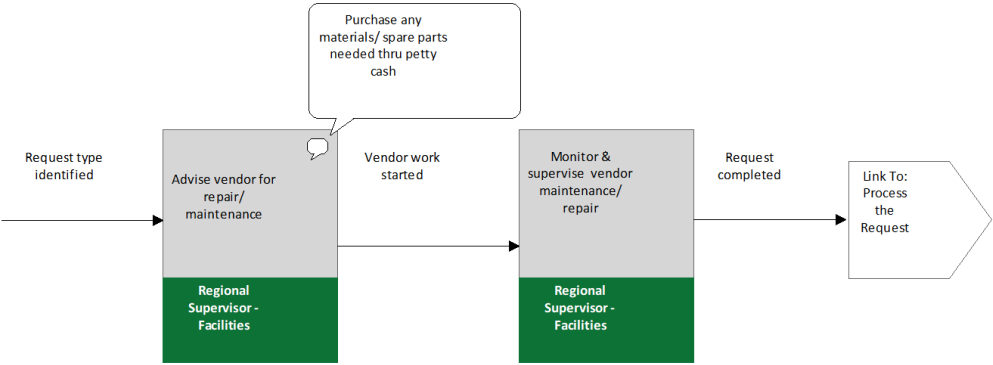 Purchase any
materials/ spare parts
needed thru petty
cash
Request type
identified
Advise vendor for
repair/
maintenance
Regional
Supervisor -
Facilities
Vendor work
started
Monitor &
supervise vendor
maintenance/
repair
Regional
Supervisor -
Facilities
Request
completed
Link To:
Process
the
Request